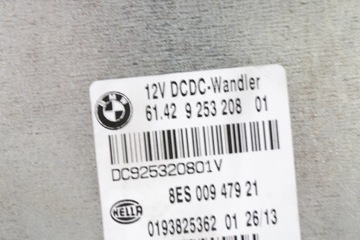 BMW
12V DCDC-Wandler
61.42 9 253 208 01
DC925320801V
8ES 009 479 21
HELLA
0193825362 01 26/13